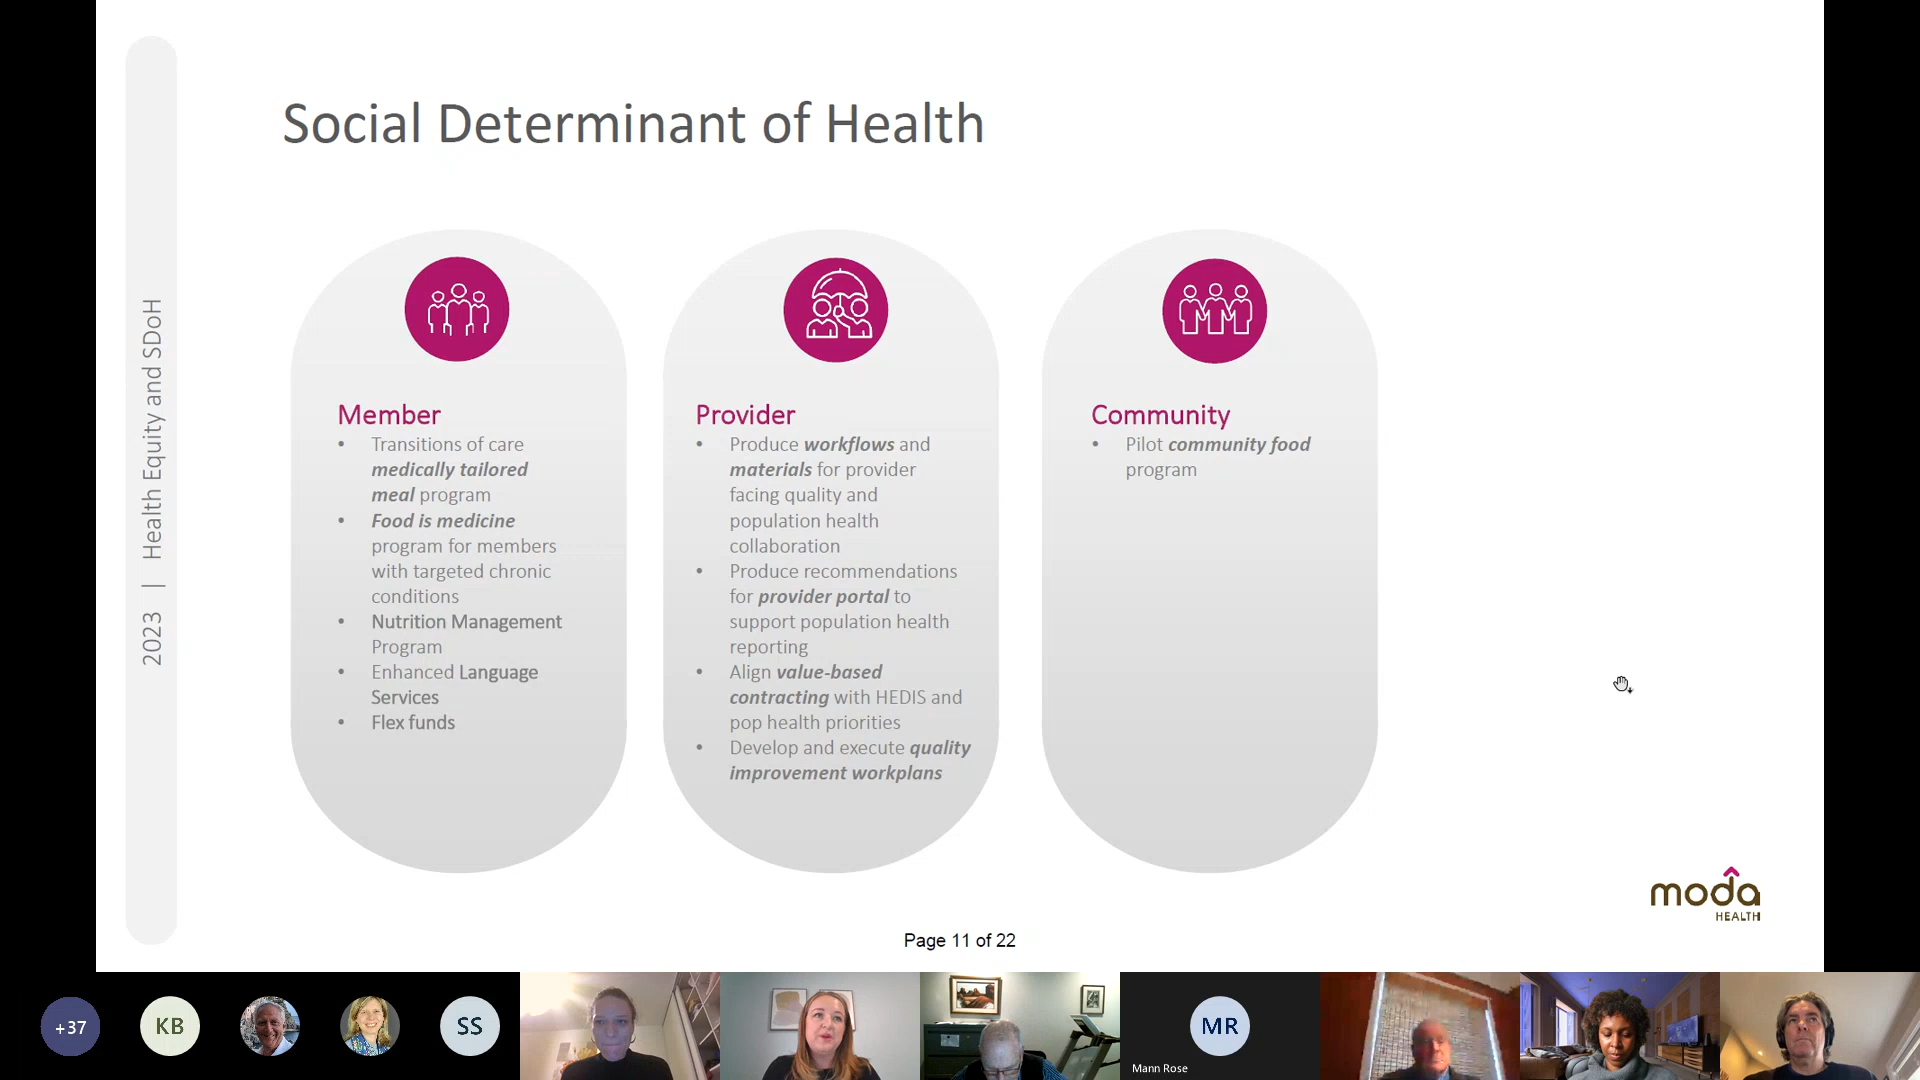 Social Determinant of Health
2023 | Health Equity and SDoH
Member
• Transitions of care
medically tailored
meal program
• Food is medicine
program for members
with targeted chronic
conditions
• Nutrition Management
Program
• Enhanced Language
Services
• Flex funds
Provider
• Produce workflows and
materials for provider
facing quality and
population health
collaboration
• Produce recommendations
for provider portal to
support population health
reporting
• Align value-based
contracting with HEDIS and
pop health priorities
• Develop and execute quality
improvement workplans
Community
• Pilot community food
program
moda
HEALTH
Page 11 of 22
+37
KB
SS
MR
Mann Rose